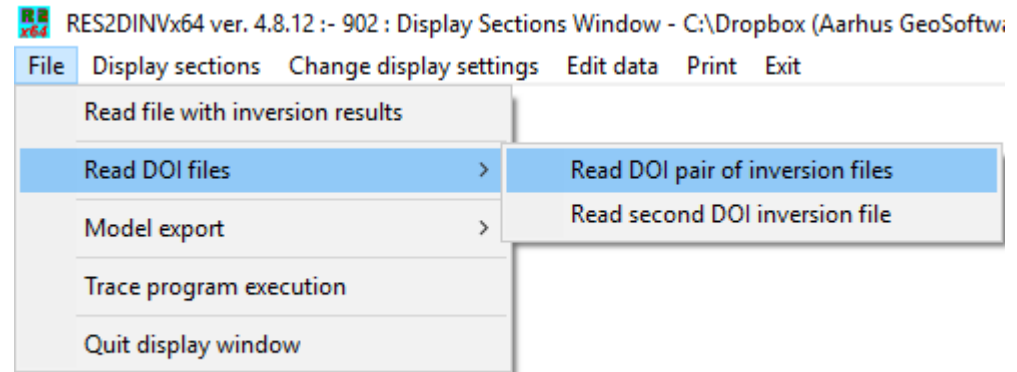 RES2DINVx64 ver. 4.8.12 :- 902 : Display Sections Window - C:\Dropbox (Aarhus GeoSoftwa
File Display sections Change display settings Edit data Print Exit
Read file with inversion results
Read DOI files > Read DOI pair of inversion files
Read second DOI inversion file
Model export >
Trace program execution
Quit display window